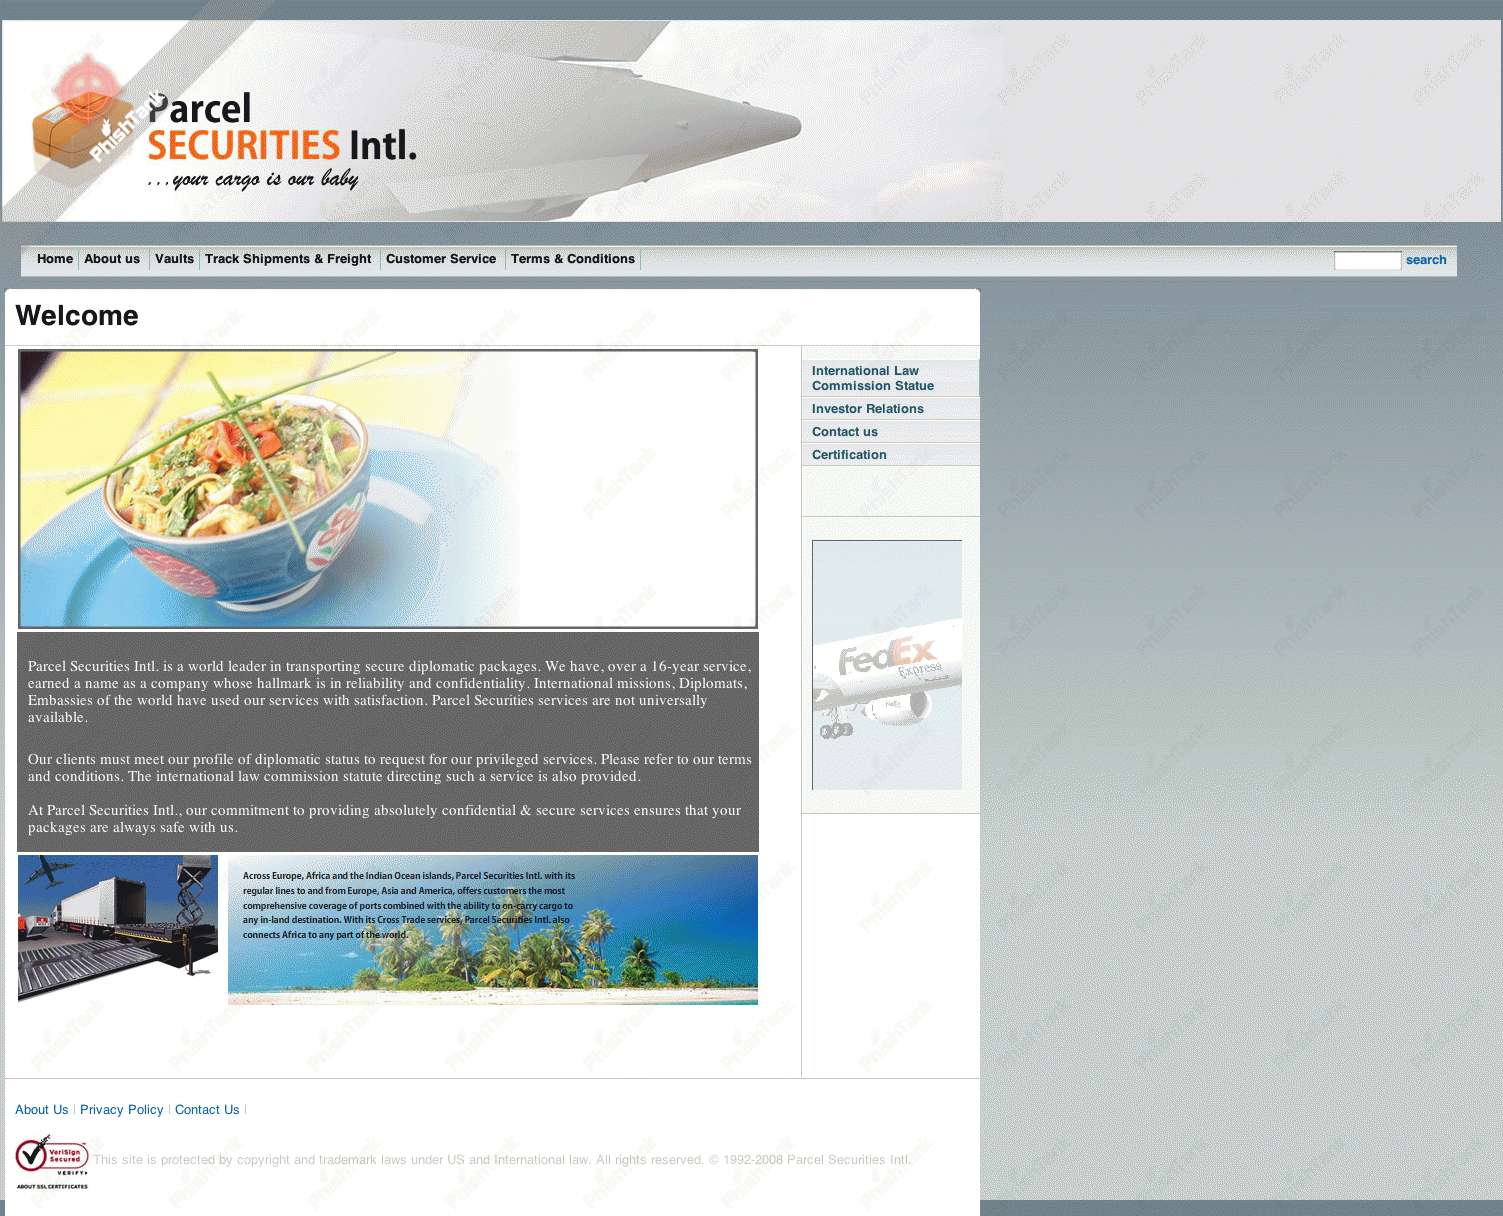 Parcel
SECURITIES Intl.
...your cargo is our baby
PhishTank
Home
About us
Vaults
Track Shipments & Freight
Customer Service
Terms & Conditions
search
Welcome
International Law
Commission Statue
Investor Relations
Contact us
Certification
FedEx
Express
FedEx
Parcel Securities Intl. is a world leader in transporting secure diplomatic packages. We have, over a 16-year service,
earned a name as a company whose hallmark is in reliability and confidentiality. International missions, Diplomats,
Embassies of the world have used our services with satisfaction. Parcel Securities services are not universally
available.
Our clients must meet our profile of diplomatic status to request for our privileged services. Please refer to our terms
and conditions. The international law commission statute directing such a service is also provided.
At Parcel Securities Intl., our commitment to providing absolutely confidential & secure services ensures that your
packages are always safe with us.
Across Europe, Africa and the Indian Ocean islands, Parcel Securities Intl. with its
regular lines to and from Europe, Asia and America, offers customers the most
comprehensive coverage of ports combined with the ability to on-carry cargo to
any in-land destination. With its Cross Trade services, Parcel Securities Intl. also
connects Africa to any part of the world.
About Us | Privacy Policy | Contact Us |
VeriSign
Secured
VERIFY
ABOUT SSL CERTIFICATES
This site is protected by copyright and trademark laws under US and International law. All rights reserved. © 1992-2008 Parcel Securities Intl.